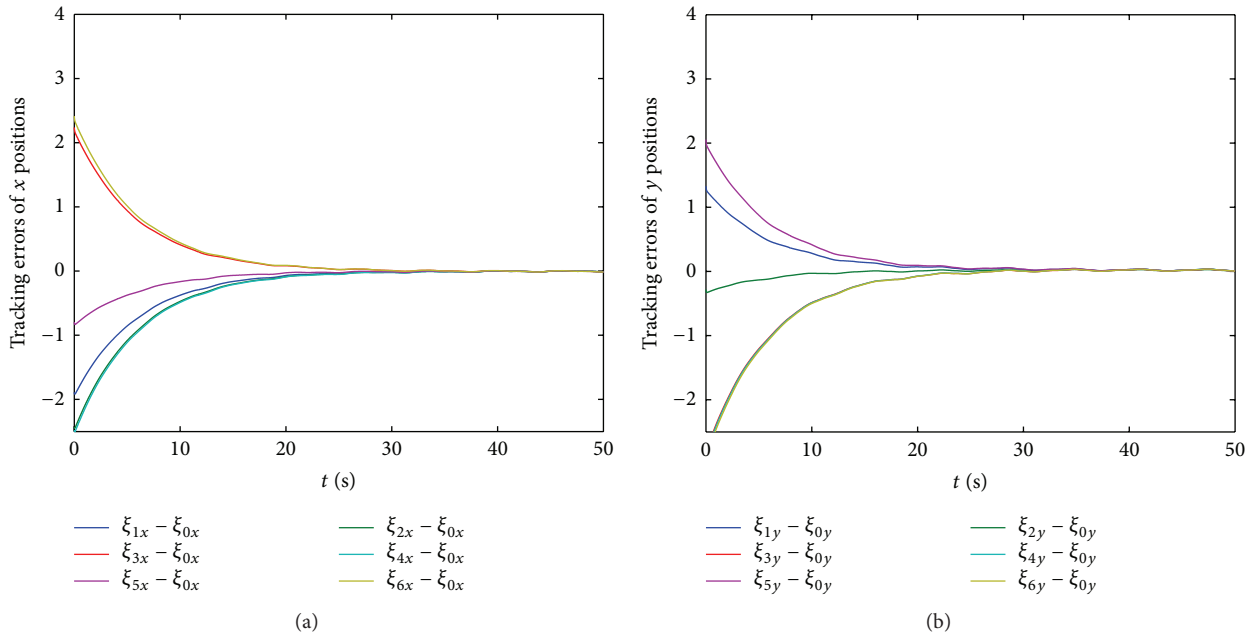 4
3
2
1
0
−1
−2
Tracking errors of x positions
0 10 20 30 40 50
t (s)
ξ1x − ξ0x ξ2x − ξ0x
ξ3x − ξ0x ξ4x − ξ0x
ξ5x − ξ0x ξ6x − ξ0x
(a)
4
3
2
1
0
−1
−2
Tracking errors of y positions
0 10 20 30 40 50
t (s)
ξ1y − ξ0y ξ2y − ξ0y
ξ3y − ξ0y ξ4y − ξ0y
ξ5y − ξ0y ξ6y − ξ0y
(b)